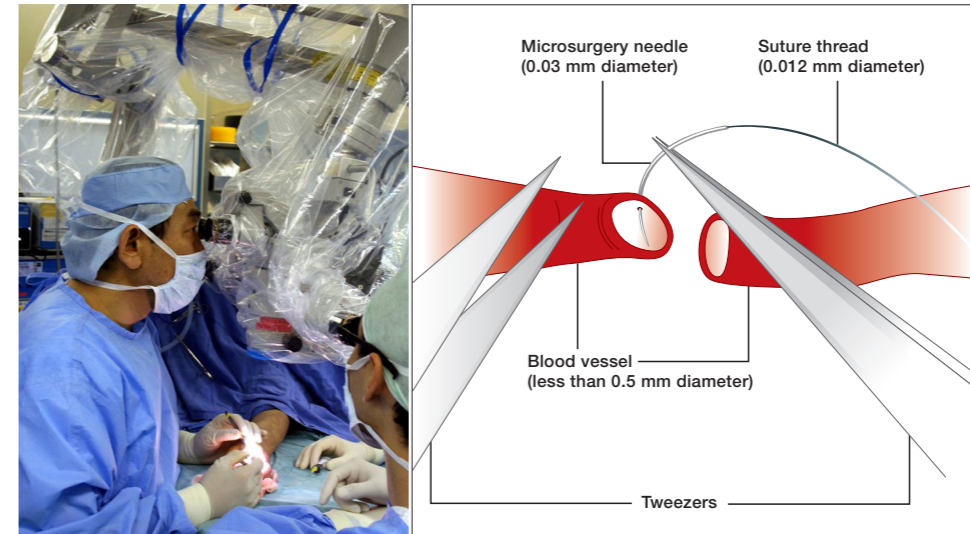 Microsurgery needle
(0.03 mm diameter)
Suture thread
(0.012 mm diameter)
Blood vessel
(less than 0.5 mm diameter)
Tweezers